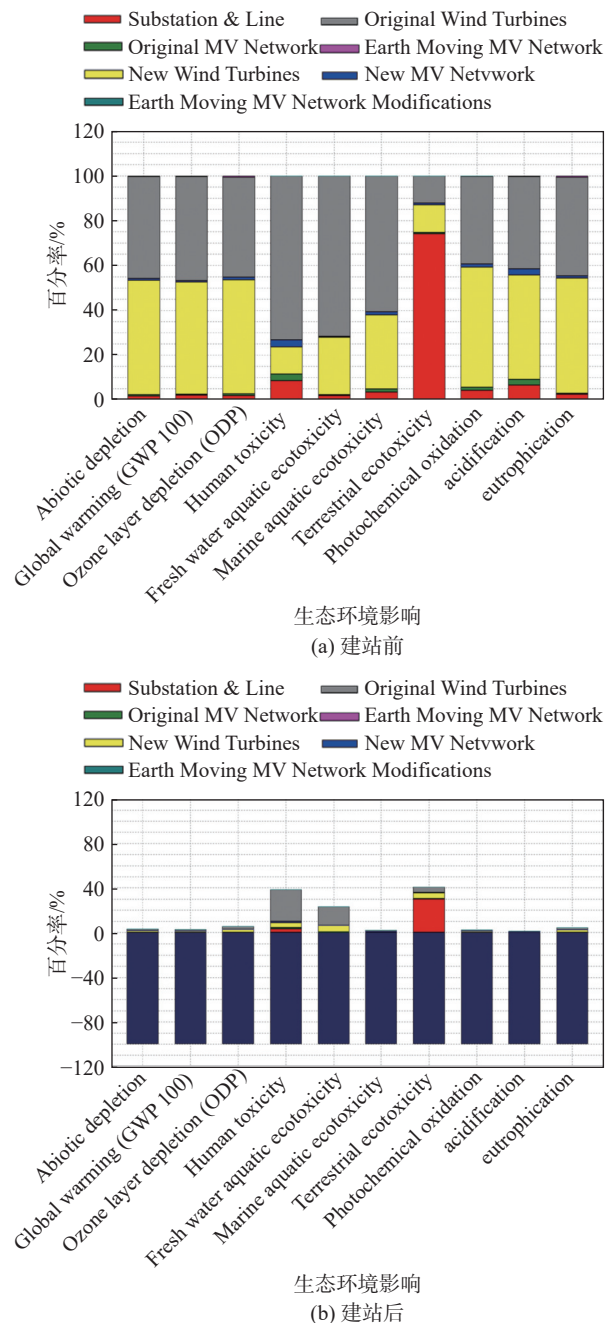 Substation & Line
Original Wind Turbines
Original MV Network
Earth Moving MV Network
New Wind Turbines
New MV Netvwork
Earth Moving MV Network Modifications
120
100
80
60
40
20
0
百分率/%
Abiotic depletion
Global warming (GWP 100)
Ozone layer depletion (ODP)
Human toxicity
Fresh water aquatic ecotoxicity
Marine aquatic ecotoxicity
Terrestrial ecotoxicity
Photochemical oxidation
acidification
eutrophication
生态环境影响
(a) 建站前
Substation & Line
Original Wind Turbines
Original MV Network
Earth Moving MV Network
New Wind Turbines
New MV Netvwork
Earth Moving MV Network Modifications
120
80
40
0
−40
−80
−120
百分率/%
Abiotic depletion
Global warming (GWP 100)
Ozone layer depletion (ODP)
Human toxicity
Fresh water aquatic ecotoxicity
Marine aquatic ecotoxicity
Terrestrial ecotoxicity
Photochemical oxidation
acidification
eutrophication
生态环境影响
(b) 建站后